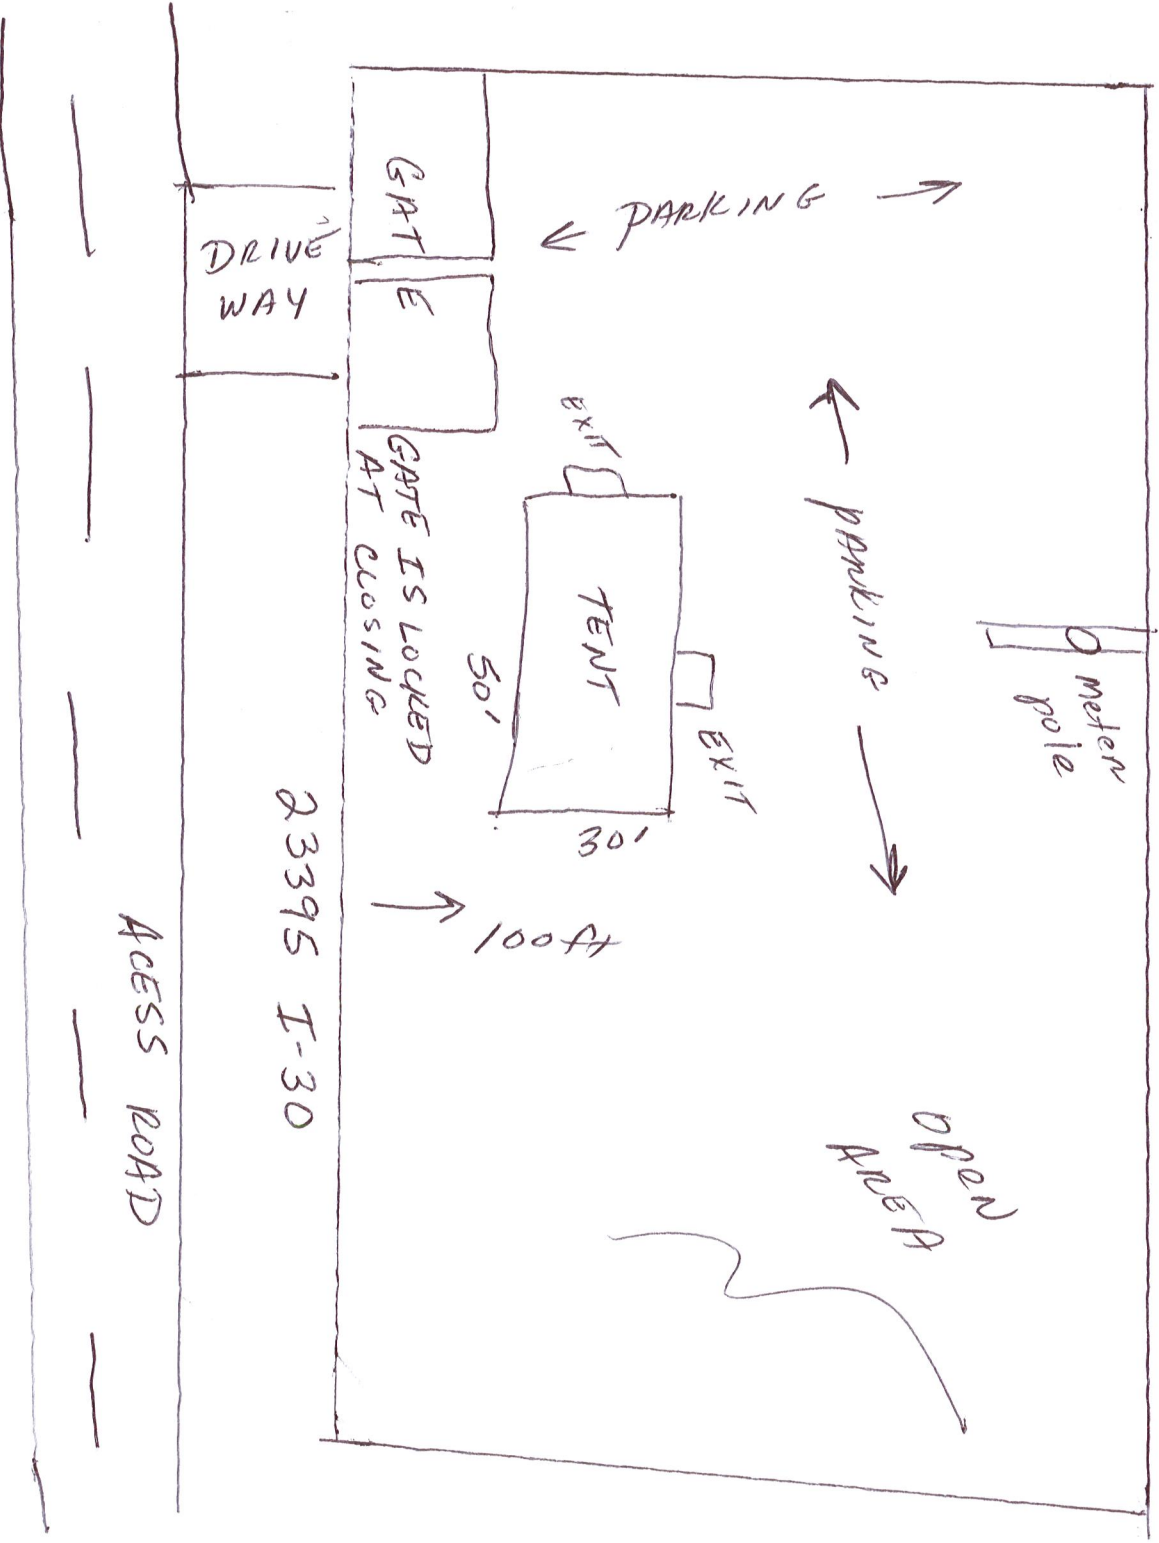 PARKING
DRIVE
WAY
GATE
EXIT
GATE IS LOCKED
AT CLOSING
PARKING
TENT
50'
EXIT
30'
meter
pole
100ft
23395 I-30
ACESS ROAD
OPEN
AREA